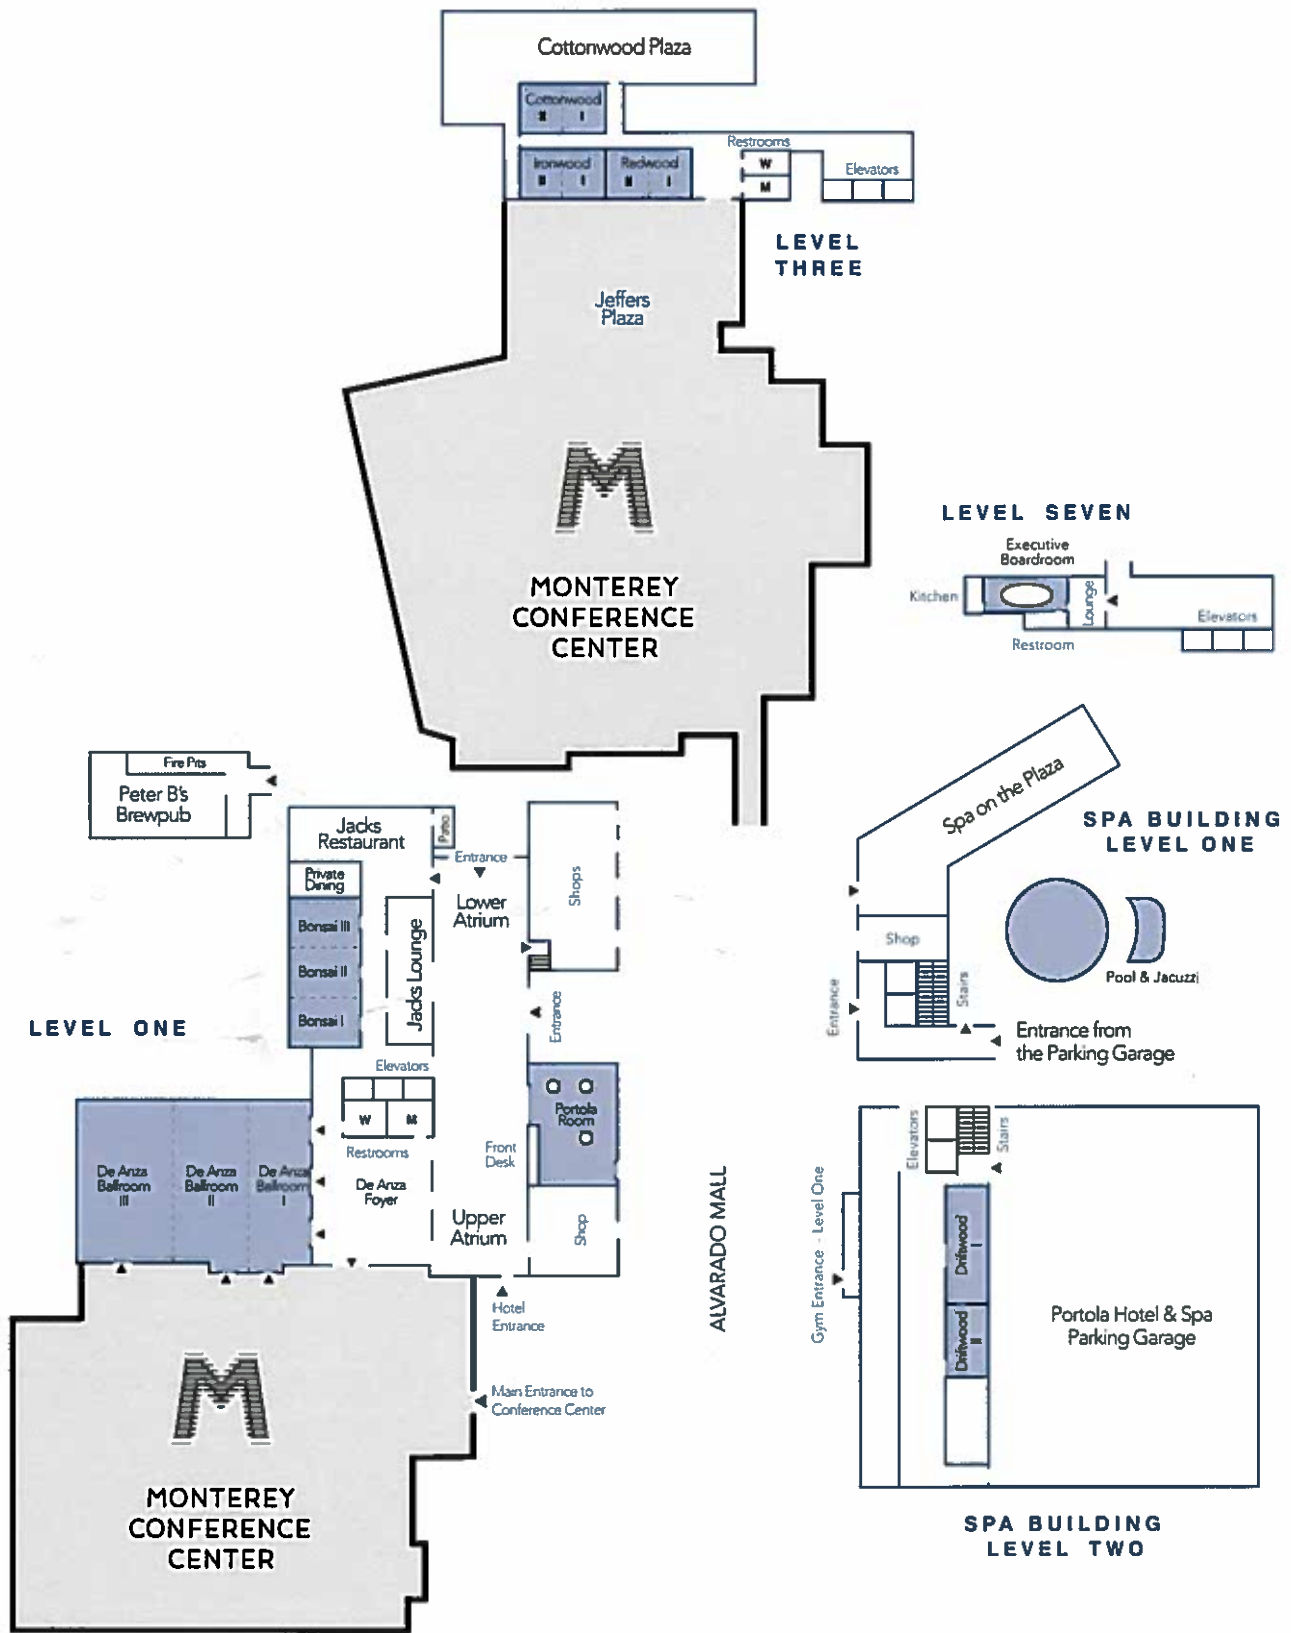 Cottonwood Plaza
Cottonwood
II I
Restrooms
Ironwood
II I
Redwood
II I
W
M
Elevators
LEVEL
THREE
Jeffers
Plaza
M
MONTEREY
CONFERENCE
CENTER
LEVEL SEVEN
Executive
Boardroom
Kitchen
Lounge
Elevators
Restroom
Fire Pits
Peter B's
Brewpub
Jacks
Restaurant
Patio
Entrance
Private
Dining
Lower
Atrium
Shops
Bonsai III
Bonsai II
Bonsai I
Jacks Lounge
Entrance
LEVEL ONE
Elevators
W
M
Restrooms
Portola
Room
Front
Desk
De Anza
Ballroom
III
De Anza
Ballroom
II
De Anza
Ballroom
I
De Anza
Foyer
Upper
Atrium
Shop
Hotel
Entrance
Main Entrance to
Conference Center
M
MONTEREY
CONFERENCE
CENTER
ALVARADO MALL
Spa on the Plaza
SPA BUILDING
LEVEL ONE
Shop
Pool & Jacuzzi
Stairs
Entrance
Entrance from
the Parking Garage
Elevators
Stairs
Gym Entrance - Level One
Driftwood
I
Driftwood
II
Portola Hotel & Spa
Parking Garage
SPA BUILDING
LEVEL TWO